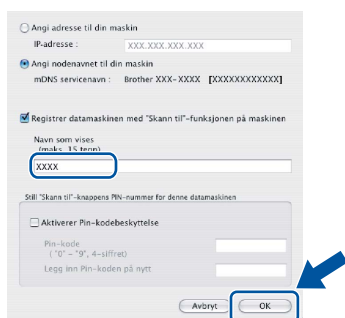 Angi adresse til din maskin
IP-adresse : XXX.XXX.XXX.XXX
Angi nodenavnet til din maskin
mDNS servicenavn : Brother XXX-XXXX [XXXXXXXXXXXX]
Registrer datamaskinen med "Skann til"-funksjonen på maskinen
Navn som vises
(maks. 15 tegn)
XXXX
Still "Skann til"-knappens PIN-nummer for denne datamaskinen
Aktiverer Pin-kodebeskyttelse
Pin-kode
( "0" - "9", 4-siffret)
Legg inn Pin-koden på nytt
Avbryt OK